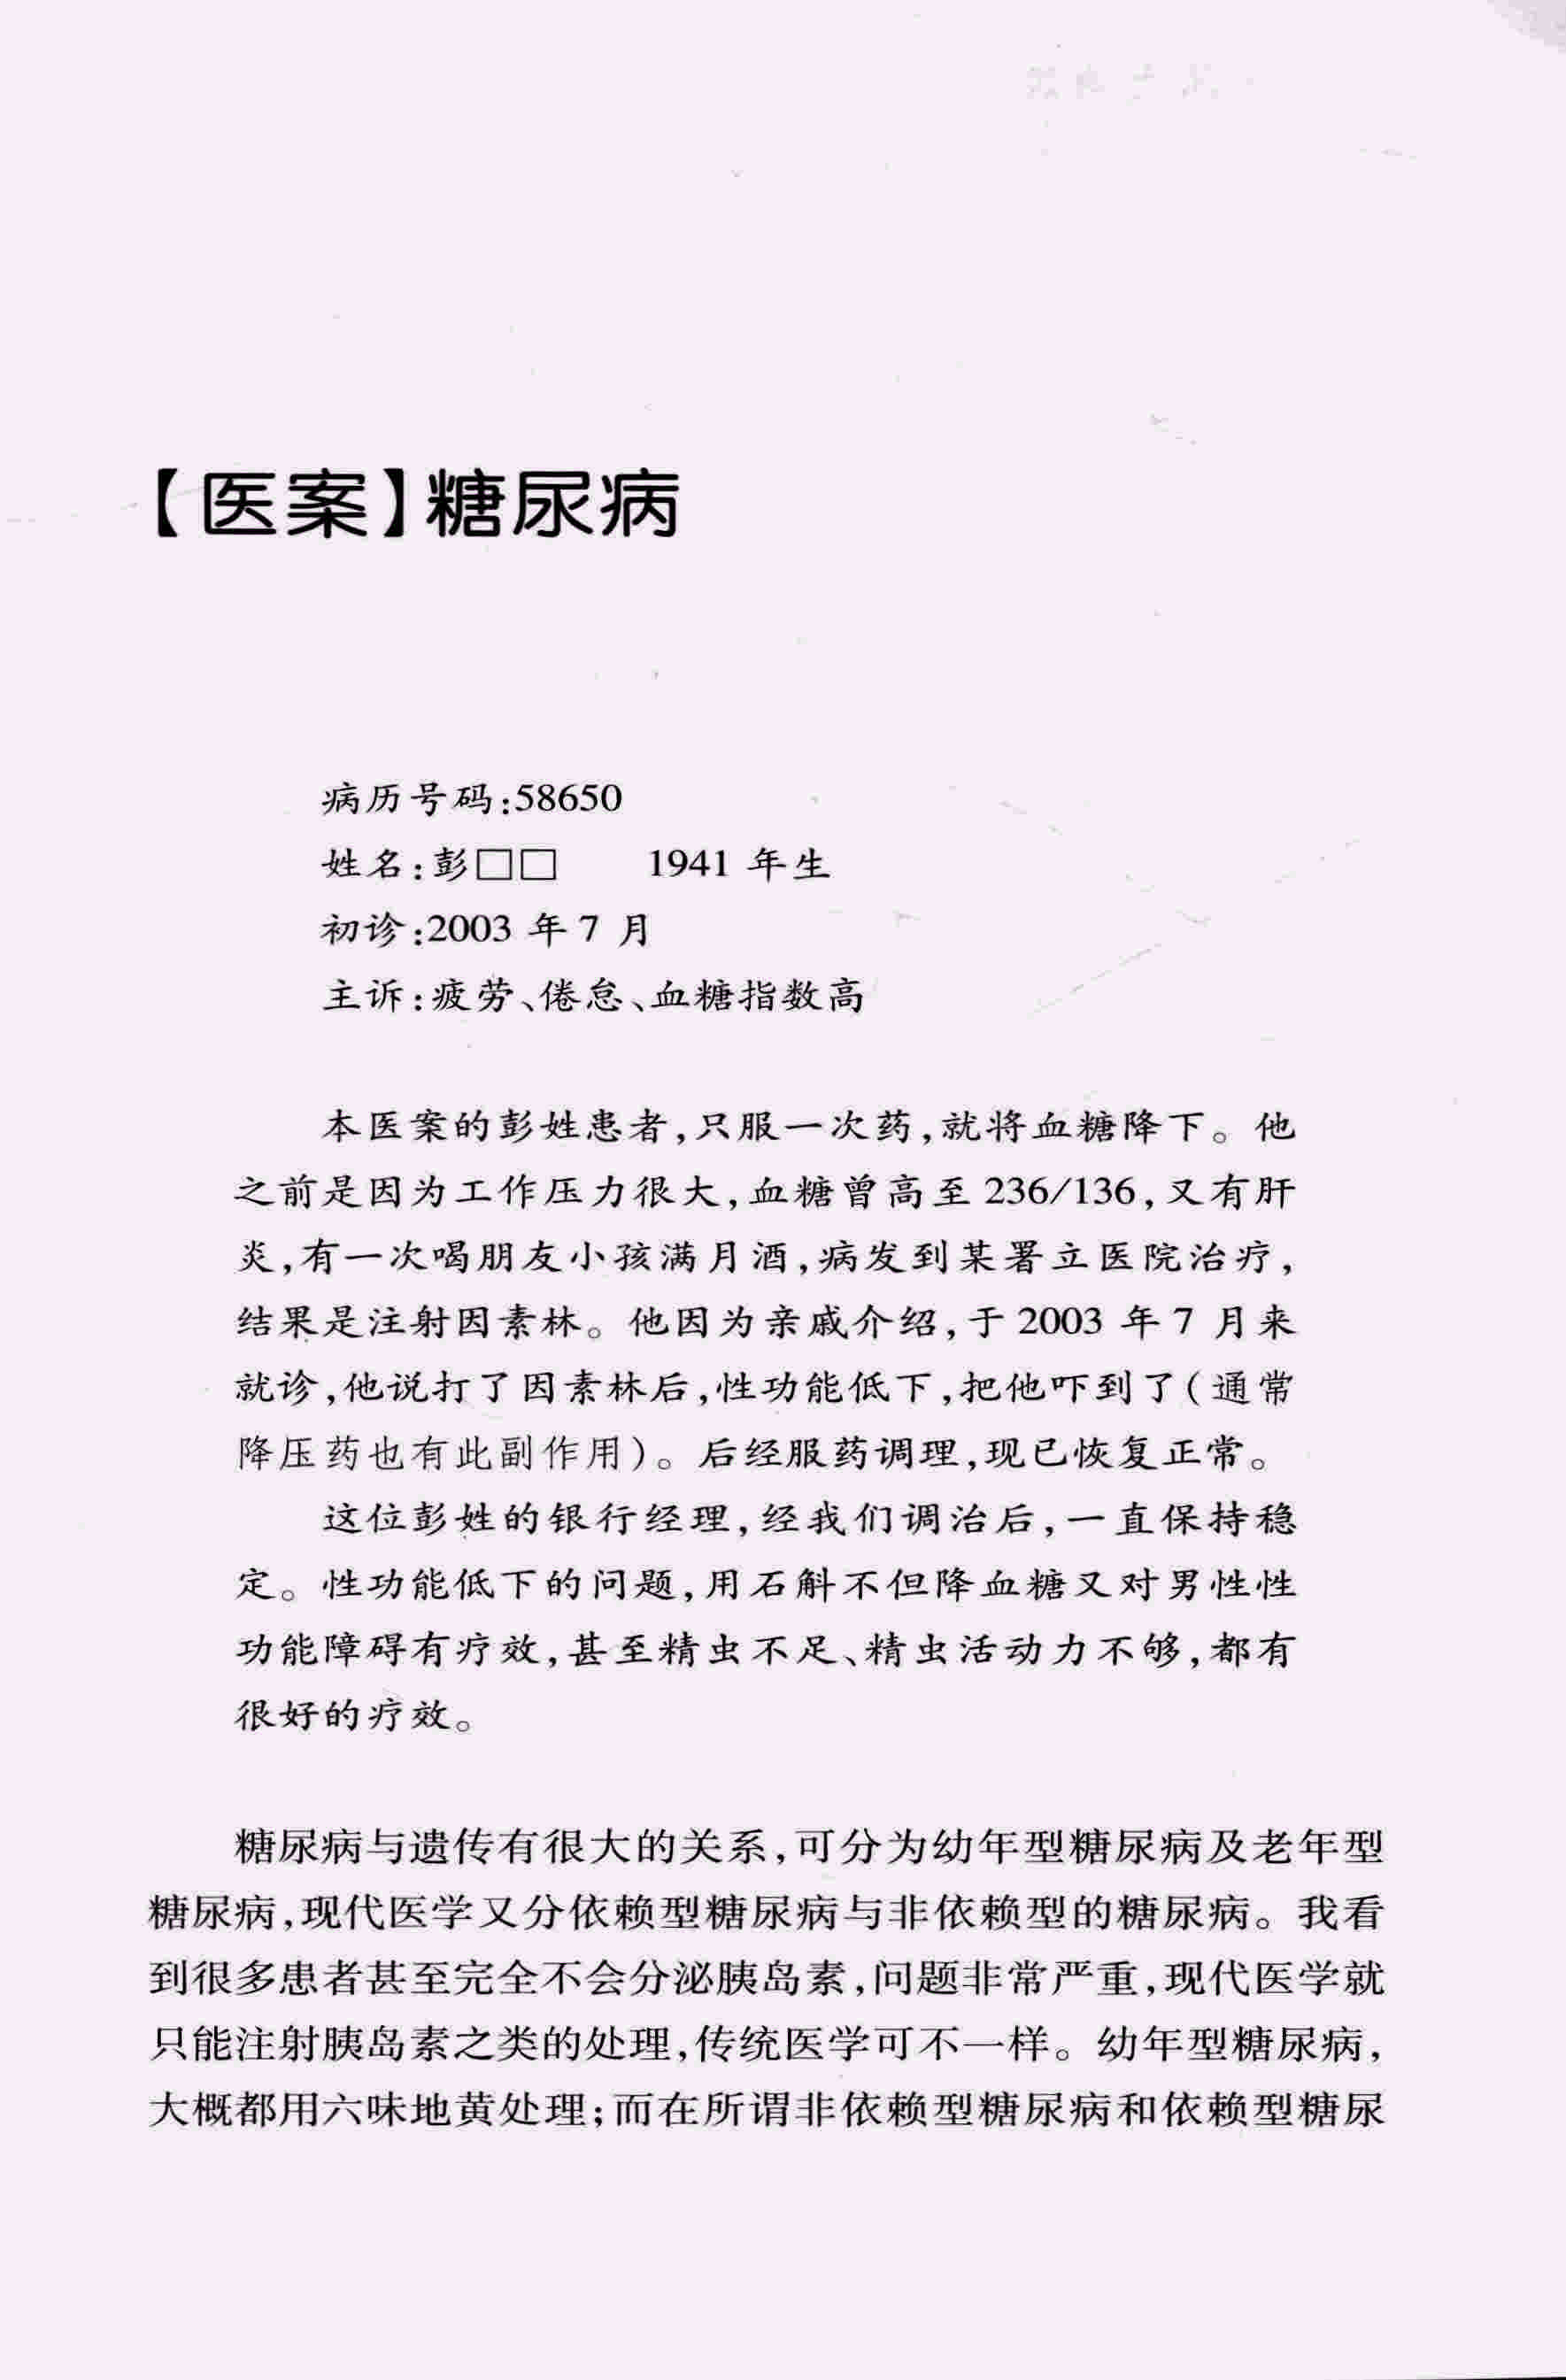 【医案】糖尿病
病历号码:58650
姓名:彭□□ 1941 年生
初诊:2003 年 7 月
主诉:疲劳、倦怠、血糖指数高
本医案的彭姓患者,只服一次药,就将血糖降下。他
之前是因为工作压力很大,血糖曾高至 236/136,又有肝
炎,有一次喝朋友小孩满月酒,病发到某署立医院治疗,
结果是注射因素林。他因为亲戚介绍,于 2003 年 7 月来
就诊,他说打了因素林后,性功能低下,把他吓到了(通常
降压药也有此副作用)。后经服药调理,现已恢复正常。
这位彭姓的银行经理,经我们调治后,一直保持稳
定。性功能低下的问题,用石斛不但降血糖又对男性性
功能障碍有疗效,甚至精虫不足、精虫活动力不够,都有
很好的疗效。
糖尿病与遗传有很大的关系,可分为幼年型糖尿病及老年型
糖尿病,现代医学又分依赖型糖尿病与非依赖型的糖尿病。我看
到很多患者甚至完全不会分泌胰岛素,问题非常严重,现代医学就
只能注射胰岛素之类的处理,传统医学可不一样。幼年型糖尿病,
大概都用六味地黄处理;而在所谓非依赖型糖尿病和依赖型糖尿